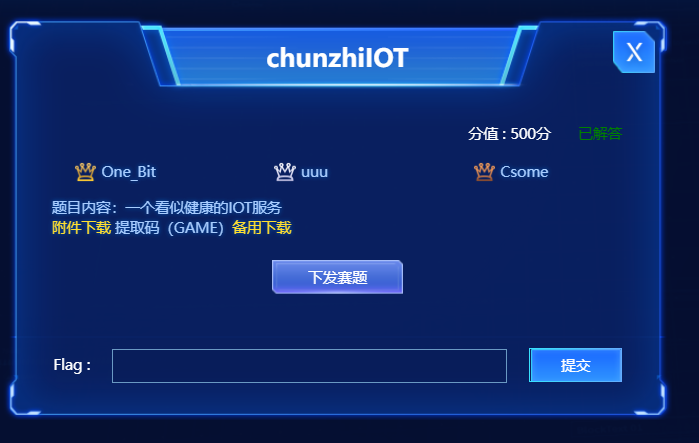 chunzhiIOT
X
分值 : 500分 已解答
One_Bit uuu Csome
题目内容：一个看似健康的IOT服务
附件下载 提取码（GAME）备用下载
下发赛题
Flag : 提交